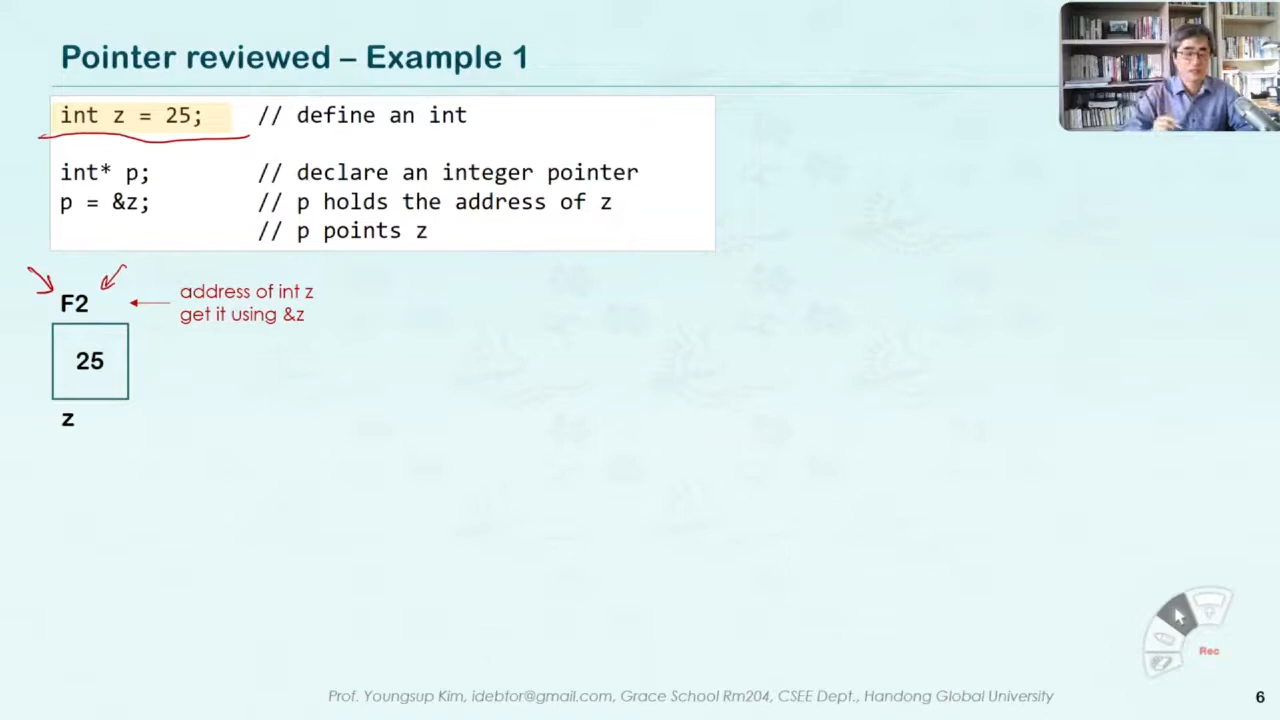 Pointer reviewed – Example 1
int z = 25; // define an int
int* p; // declare an integer pointer
p = &z; // p holds the address of z
// p points z
F2
address of int z
get it using &z
25
z
Rec
Prof. Youngsup Kim, idebtor@gmail.com, Grace School Rm204, CSEE Dept., Handong Global University
6